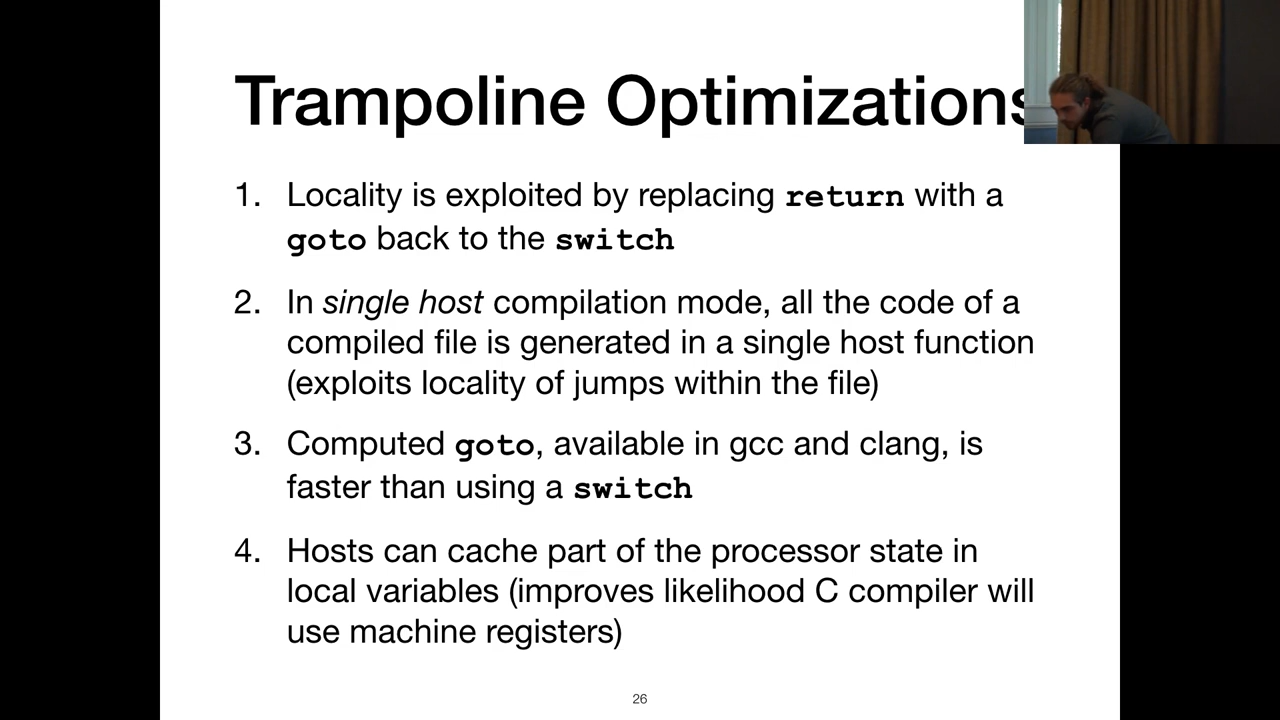 Trampoline Optimizations
1. Locality is exploited by replacing return with a
goto back to the switch
2. In single host compilation mode, all the code of a
compiled file is generated in a single host function
(exploits locality of jumps within the file)
3. Computed goto, available in gcc and clang, is
faster than using a switch
4. Hosts can cache part of the processor state in
local variables (improves likelihood C compiler will
use machine registers)
26